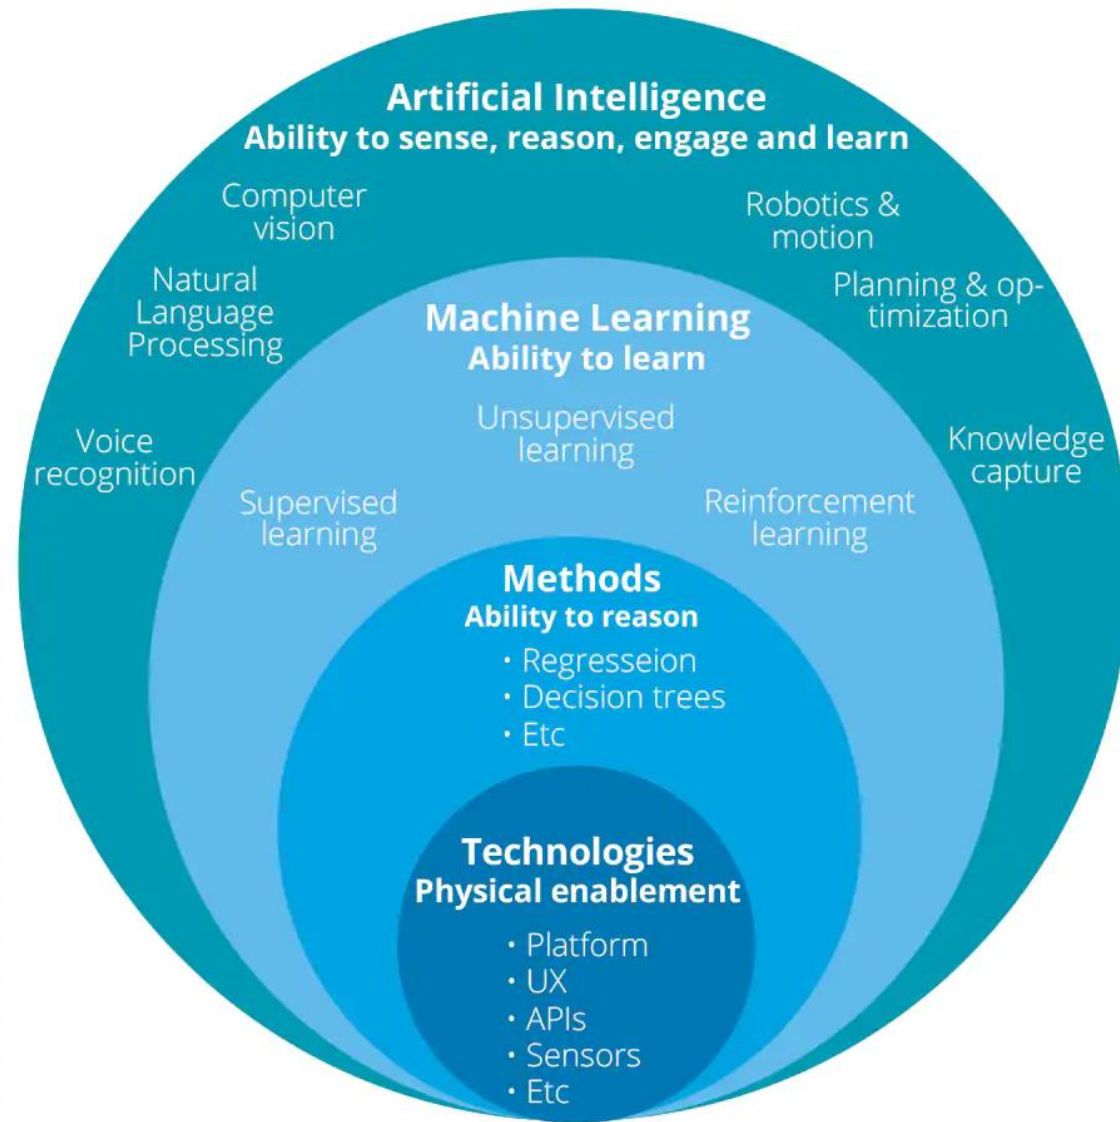 Artificial Intelligence
Ability to sense, reason, engage and learn
Computer
vision
Robotics &
motion
Natural
Language
Processing
Planning & op-
timization
Voice
recognition
Knowledge
capture
Machine Learning
Ability to learn
Unsupervised
learning
Supervised
learning
Reinforcement
learning
Methods
Ability to reason
• Regresseion
• Decision trees
• Etc
Technologies
Physical enablement
• Platform
• UX
• APIs
• Sensors
• Etc